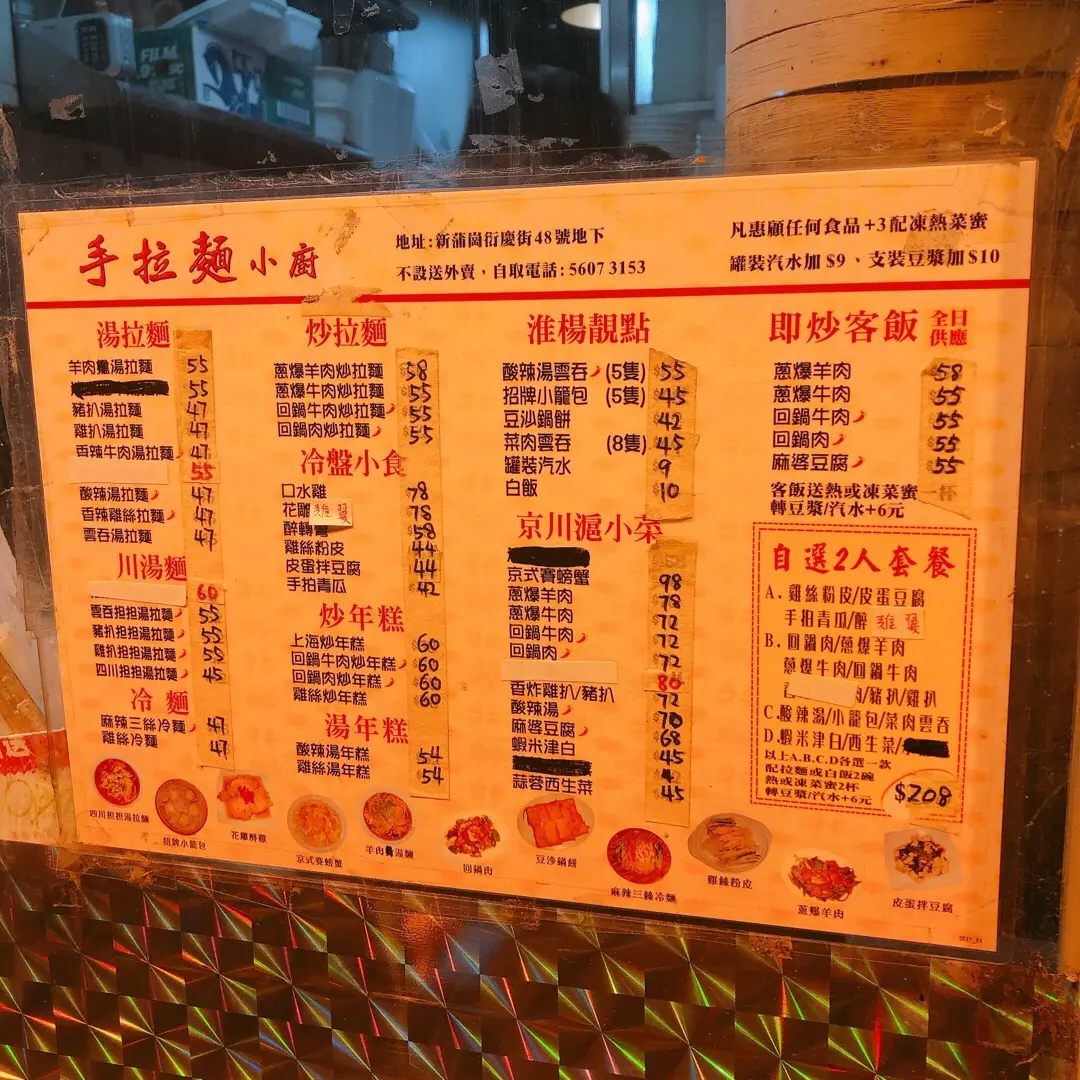 手拉麵小廚
地址:新蒲崗衍慶街48號地下
不設送外賣，自取電話:5607 3153
凡惠顧任何食品+3配凍熱菜蜜
罐裝汽水加$9、支裝豆漿加$10
湯拉麵
羊肉湯拉麵 55
55
豬扒湯拉麵 47
雞扒湯拉麵 47
香辣牛肉湯拉麵 47
55
酸辣湯拉麵 47
香辣雞絲拉麵 47
雲吞湯拉麵 47
川湯麵
60
雲吞担担湯拉麵 55
豬扒担担湯拉麵 55
雞扒担担湯拉麵 55
四川担担湯拉麵 45
冷麵
麻辣三絲冷麵 47
雞絲冷麵 47
炒拉麵
蔥爆羊肉炒拉麵 58
蔥爆牛肉炒拉麵 55
回鍋牛肉炒拉麵 55
回鍋肉炒拉麵 55
冷盤小食
口水雞 78
花雕雞翼 78
醉轉彎 58
雞絲粉皮 44
皮蛋拌豆腐 44
手拍青瓜 42
炒年糕
上海炒年糕 60
回鍋牛肉炒年糕 60
回鍋肉炒年糕 60
雞絲炒年糕 60
湯年糕
酸辣湯年糕 54
雞絲湯年糕 54
淮楊靚點
酸辣湯雲吞 (5隻) 55
招牌小龍包 (5隻) 45
豆沙鍋餅 42
菜肉雲吞 (8隻) 45
罐裝汽水 9
白飯 10
京川滬小菜
京式賽螃蟹 98
蔥爆羊肉 78
蔥爆牛肉 72
回鍋牛肉 72
回鍋肉 72
80
香炸雞扒/豬扒 72
酸辣湯 70
麻婆豆腐 68
蝦米津白 45
蒜蓉西生菜 45
即炒客飯 全日供應
蔥爆羊肉 58
蔥爆牛肉 55
回鍋牛肉 55
回鍋肉 55
麻婆豆腐 55
客飯送熱或凍菜蜜一杯
轉豆漿/汽水+6元
自選2人套餐
A.雞絲粉皮/皮蛋豆腐
手拍青瓜/醉雞翼
B.回鍋肉/蔥爆羊肉
蔥爆牛肉/回鍋牛肉
肉/豬扒/雞扒
C.酸辣湯/小龍包/菜肉雲吞
D.蝦米津白/西生菜/
以上A.B.C.D各選一款
配拉麵或白飯2碗
熱或凍菜蜜2杯
轉豆漿/汽水+6元
$208
四川担担湯拉麵
招牌小龍包
花雕醉雞
京式賽螃蟹
羊肉湯麵
回鍋肉
豆沙鍋餅
麻辣三絲冷麵
雞絲粉皮
蔥爆羊肉
皮蛋拌豆腐